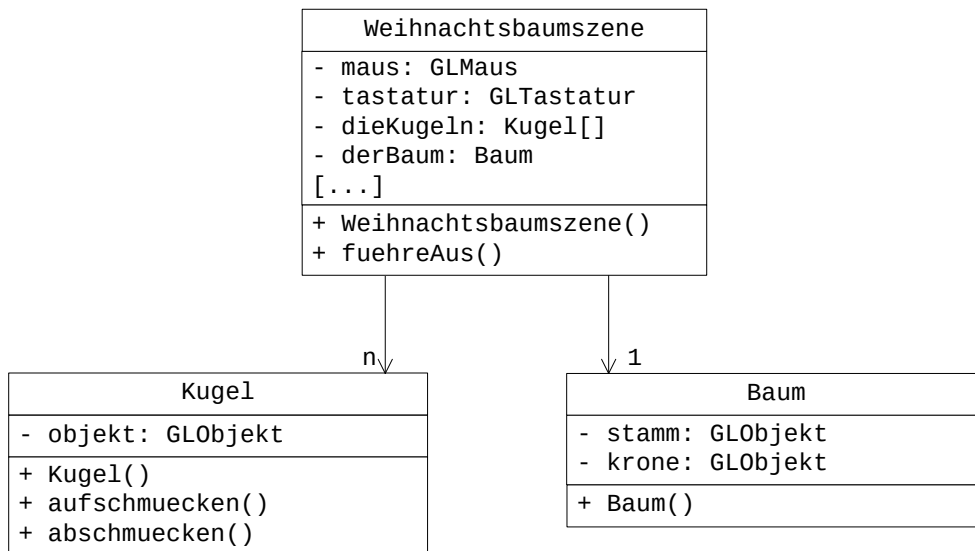 Weihnachtsbaumszene
- maus: GLMaus
- tastatur: GLTastatur
- dieKugeln: Kugel[]
- derBaum: Baum
[...]
+ Weihnachtsbaumszene()
+ fuehreAus()
n
1
Kugel
- objekt: GLObjekt
+ Kugel()
+ aufschmuecken()
+ abschmuecken()
Baum
- stamm: GLObjekt
- krone: GLObjekt
+ Baum()